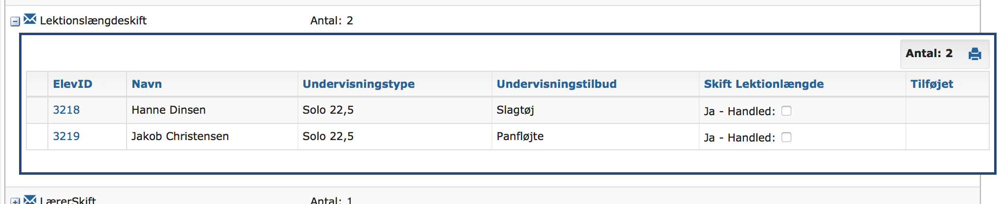 Lektionslængdeskift Antal: 2
Antal: 2
ElevID Navn Undervisningstype Undervisningstilbud Skift Lektionlængde Tilføjet
3218 Hanne Dinsen Solo 22,5 Slagtøj Ja - Handled:
3219 Jakob Christensen Solo 22,5 Panfløjte Ja - Handled:
LærerSkift Antal: 1